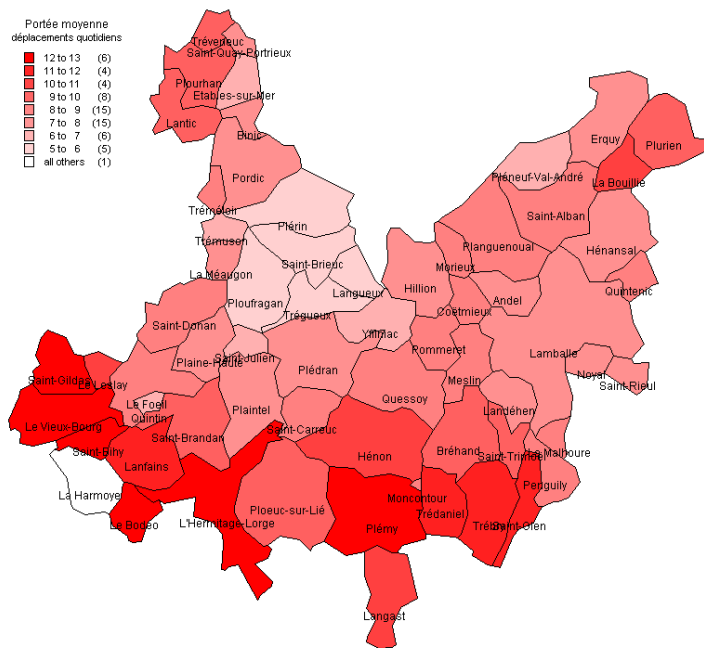 Portée moyenne
déplacements quotidiens
12 to 13 (6)
11 to 12 (4)
10 to 11 (4)
9 to 10 (8)
8 to 9 (15)
7 to 8 (15)
6 to 7 (6)
5 to 6 (5)
all others (1)
Tréveneuc
Saint-Quay-Portrieux
Plourhan
Etables-sur-Mer
Lantic
Binic
Pordic
Tréméloir
Plérin
Trémuson
La Méaugon
Saint-Brieuc
Langueux
Ploufragan
Trégueux
Yffiniac
Hillion
Morieux
Coëtmieux
Planguenoual
Pléneuf-Val-André
Erquy
Plurien
La Bouillie
Saint-Alban
Hénansal
Quintenic
Andel
Lamballe
Noyal
Saint-Rieul
Saint-Donan
Plaine-Haute
Saint-Julien
Plédran
Pommeret
Meslin
Quessoy
Landéhen
Saint-Gildas
Le Leslay
Le Foeil
Quintin
Plaintel
Saint-Carreuc
Le Vieux-Bourg
Saint-Bihy
Saint-Brandan
Lanfains
Hénon
Bréhand
Saint-Trimoël
La Malhoure
Penguily
La Harmoye
Le Bodéo
L'Hermitage-Lorge
Ploeuc-sur-Lié
Plémy
Moncontour
Trédaniel
Trébry
Saint-Glen
Langast